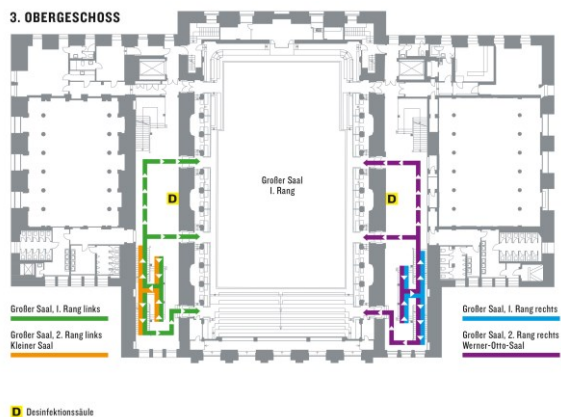 3. OBERGESCHOSS
Großer Saal
I. Rang
D
D
Großer Saal, I. Rang links
Großer Saal, 2. Rang links
Kleiner Saal
Großer Saal, I. Rang rechts
Großer Saal, 2. Rang rechts
Werner-Otto-Saal
D Desinfektionssäule